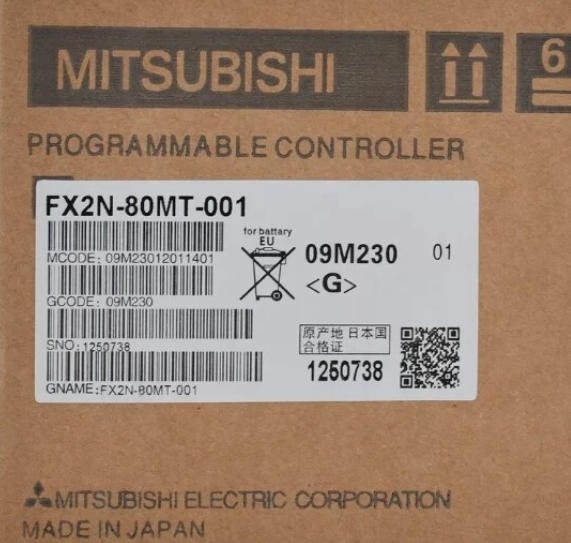 MITSUBISHI
6
PROGRAMMABLE CONTROLLER
FX2N-80MT-001
MCODE: 09M23012011401
GCODE: 09M230
SNO:1250738
GNAME:FX2N-80MT-001
for battary
EU
09M230 01
<G>
原产地 日本国
合格证
1250738
MITSUBISHI ELECTRIC CORPORATION
MADE IN JAPAN